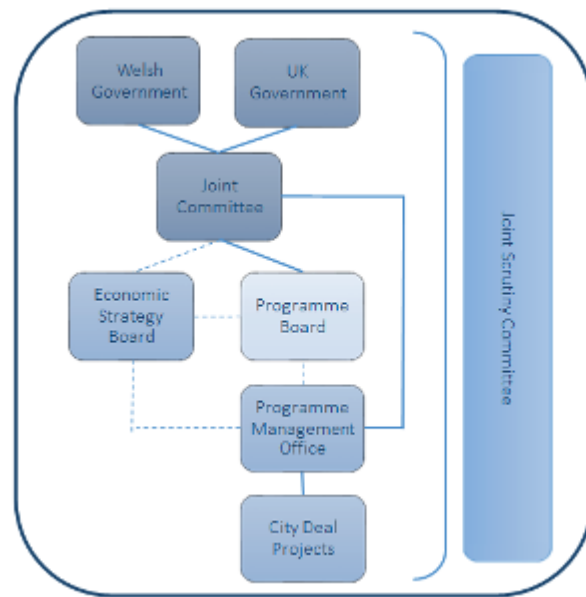 Welsh
Government
UK
Government
Joint
Committee
Economic
Strategy
Board
Programme
Board
Programme
Management
Office
City Deal
Projects
Joint Scrutiny Committee